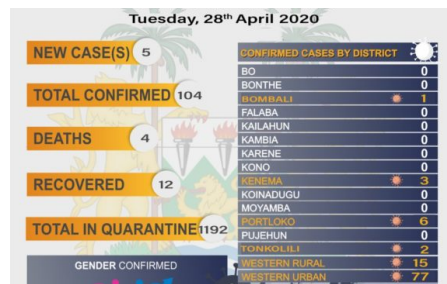 Tuesday, 28th April 2020
NEW CASE(S) 5
TOTAL CONFIRMED 104
DEATHS 4
RECOVERED 12
TOTAL IN QUARANTINE 1192
GENDER CONFIRMED
CONFIRMED CASES BY DISTRICT
BO 0
BONTHE 0
BOMBALI 1
FALABA 0
KAILAHUN 0
KAMBIA 0
KARENE 0
KONO 0
KENEMA 3
KOINADUGU 0
MOYAMBA 0
PORTLOKO 6
PUJEHUN 0
TONKOLILI 2
WESTERN RURAL 15
WESTERN URBAN 77